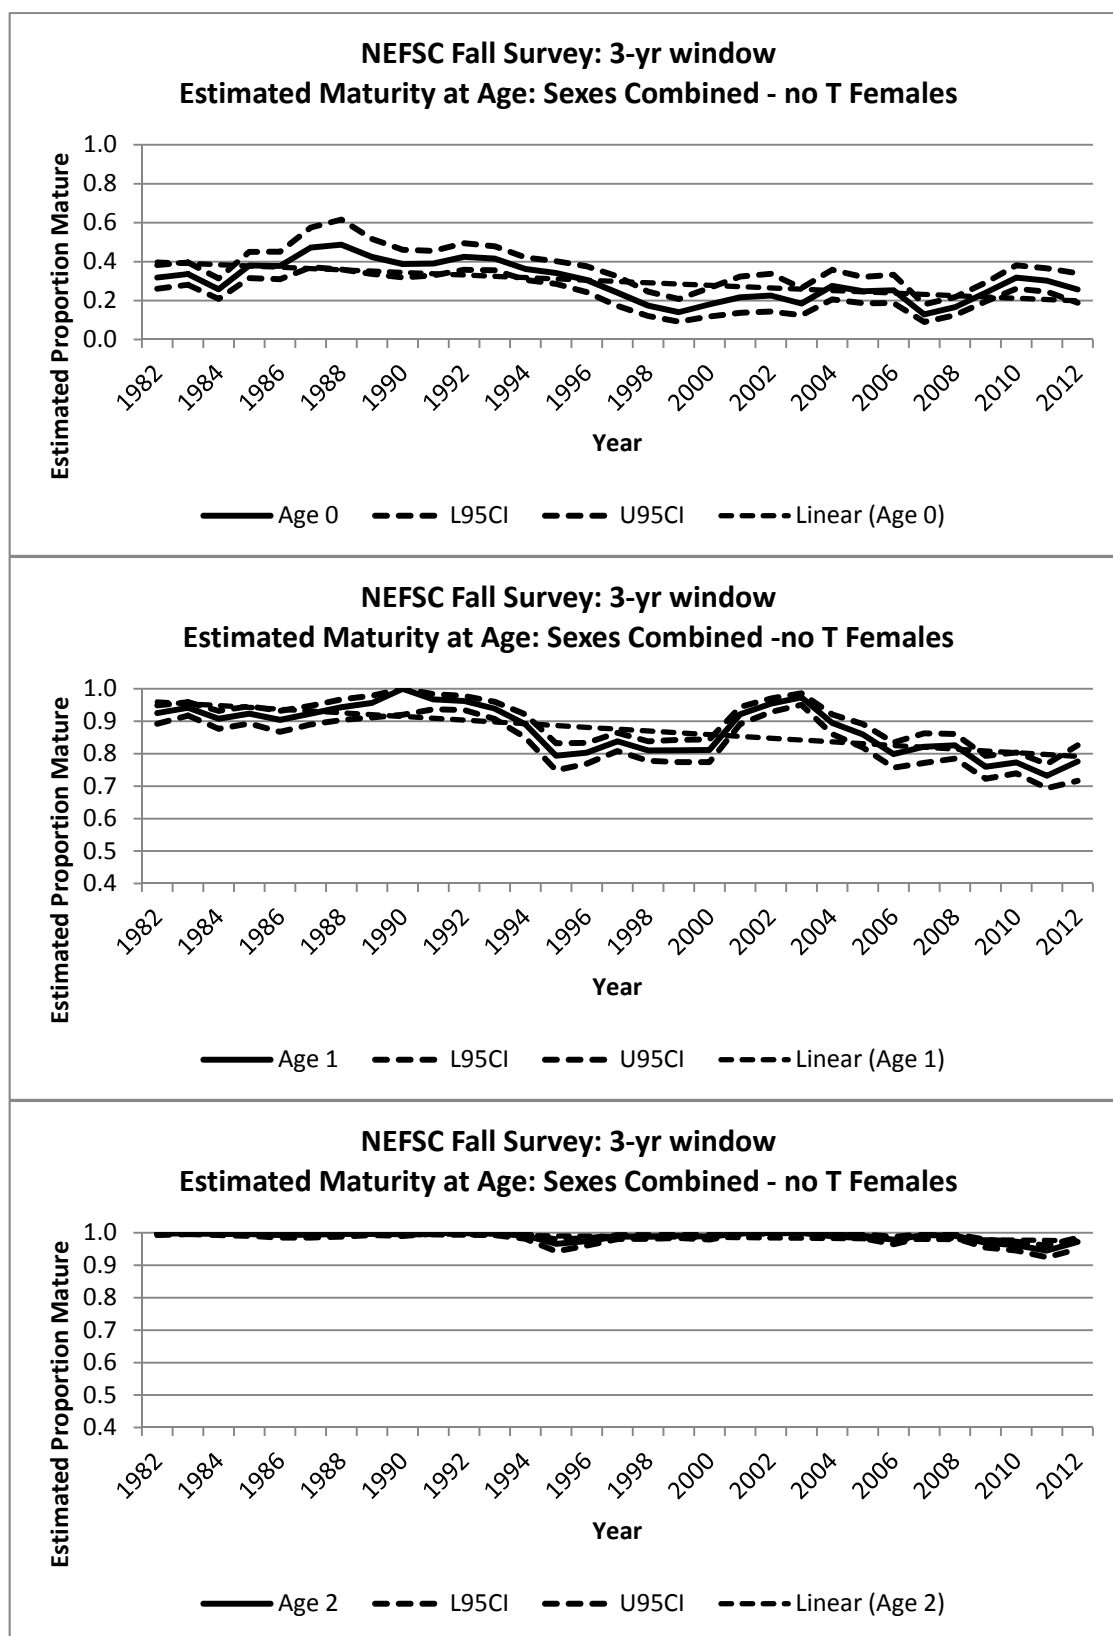 NEFSC Fall Survey: 3-yr window
Estimated Maturity at Age: Sexes Combined - no T Females
Estimated Proportion Mature
1.0
0.8
0.6
0.4
0.2
0.0
1982 1984 1986 1988 1990 1992 1994 1996 1998 2000 2002 2004 2006 2008 2010 2012
Year
Age 0 L95CI U95CI Linear (Age 0)
NEFSC Fall Survey: 3-yr window
Estimated Maturity at Age: Sexes Combined -no T Females
Estimated Proportion Mature
1.0
0.9
0.8
0.7
0.6
0.5
0.4
1982 1984 1986 1988 1990 1992 1994 1996 1998 2000 2002 2004 2006 2008 2010 2012
Year
Age 1 L95CI U95CI Linear (Age 1)
NEFSC Fall Survey: 3-yr window
Estimated Maturity at Age: Sexes Combined - no T Females
Estimated Proportion Mature
1.0
0.9
0.8
0.7
0.6
0.5
0.4
1982 1984 1986 1988 1990 1992 1994 1996 1998 2000 2002 2004 2006 2008 2010 2012
Year
Age 2 L95CI U95CI Linear (Age 2)